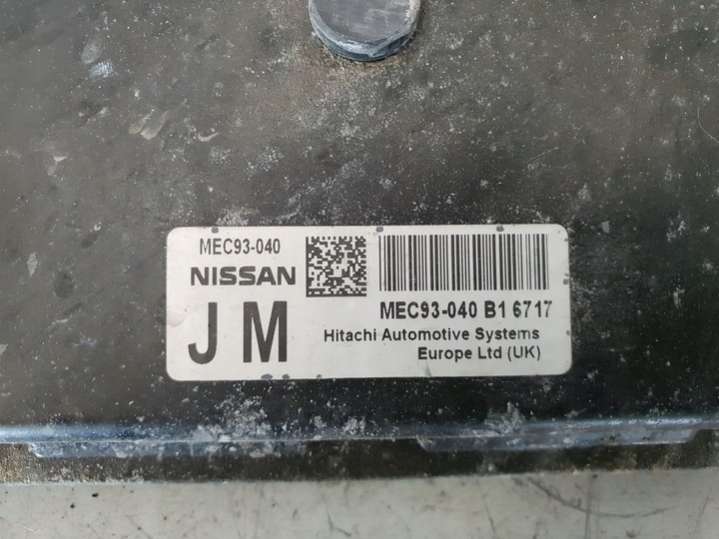 MEC93-040
NISSAN
J M
MEC93-040 B1 6717
Hitachi Automotive Systems
Europe Ltd (UK)